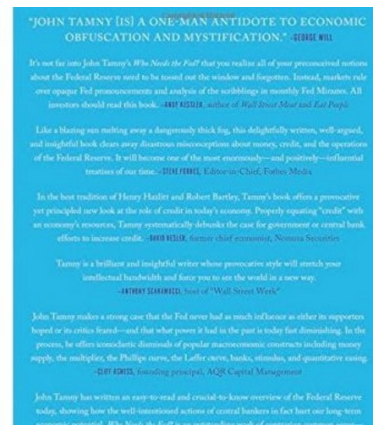 "JOHN TAMNY [IS] A ONE-MAN ANTIDOTE TO ECONOMIC
OBFUSCATION AND MYSTIFICATION." –GEORGE WILL
It's not far into John Tamny's Who Needs the Fed? that you realize all of your preconceived notions
about the Federal Reserve need to be tossed out the window and forgotten. Instead, markets rule
over opaque Fed pronouncements and analysis of the scribblings in monthly Fed Minutes. All
investors should read this book. –ANDY KESSLER, author of Wall Street Meat and Eat People
Like a blazing sun melting away a dangerously thick fog, this delightfully written, well-argued,
and insightful book clears away disastrous misconceptions about money, credit, and the operations
of the Federal Reserve. It will become one of the most enormously—and positively—influential
treatises of our time. –STEVE FORBES, Editor-in-Chief, Forbes Media
In the best tradition of Henry Hazlitt and Robert Bartley, Tamny's book offers a provocative
yet principled new look at the role of credit in today's economy. Properly equating "credit" with
an economy's resources, Tamny systematically debunks the case for government or central bank
efforts to increase credit. –DAVID RESLER, former chief economist, Nomura Securities
Tamny is a brilliant and insightful writer whose provocative style will stretch your
intellectual bandwidth and force you to see the world in a new way.
–ANTHONY SCARAMUCCI, host of "Wall Street Week"
John Tamny makes a strong case that the Fed never had as much influence as either its supporters
hoped or its critics feared—and that what power it had in the past is today fast diminishing. In the
process, he offers iconoclastic dismissals of popular macroeconomic constructs including money
supply, the multiplier, the Phillips curve, the Laffer curve, banks, stimulus, and quantitative easing.
–CLIFF ASNESS, founding principal, AQR Capital Management
John Tamny has written an easy-to-read and crucial-to-know overview of the Federal Reserve
today, showing how the well-intentioned actions of central bankers in fact hurt our long-term
economic potential. Who Needs the Fed? is an outstanding work of